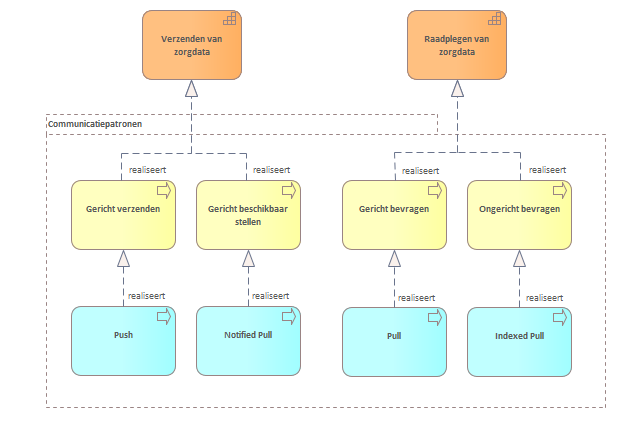 Verzenden van
zorgdata
Raadplegen van
zorgdata
Communicatiepatronen
realiseert
realiseert
realiseert
realiseert
Gericht verzenden
Gericht beschikbaar
stellen
Gericht bevragen
Ongericht bevragen
realiseert
realiseert
realiseert
realiseert
Push
Notified Pull
Pull
Indexed Pull